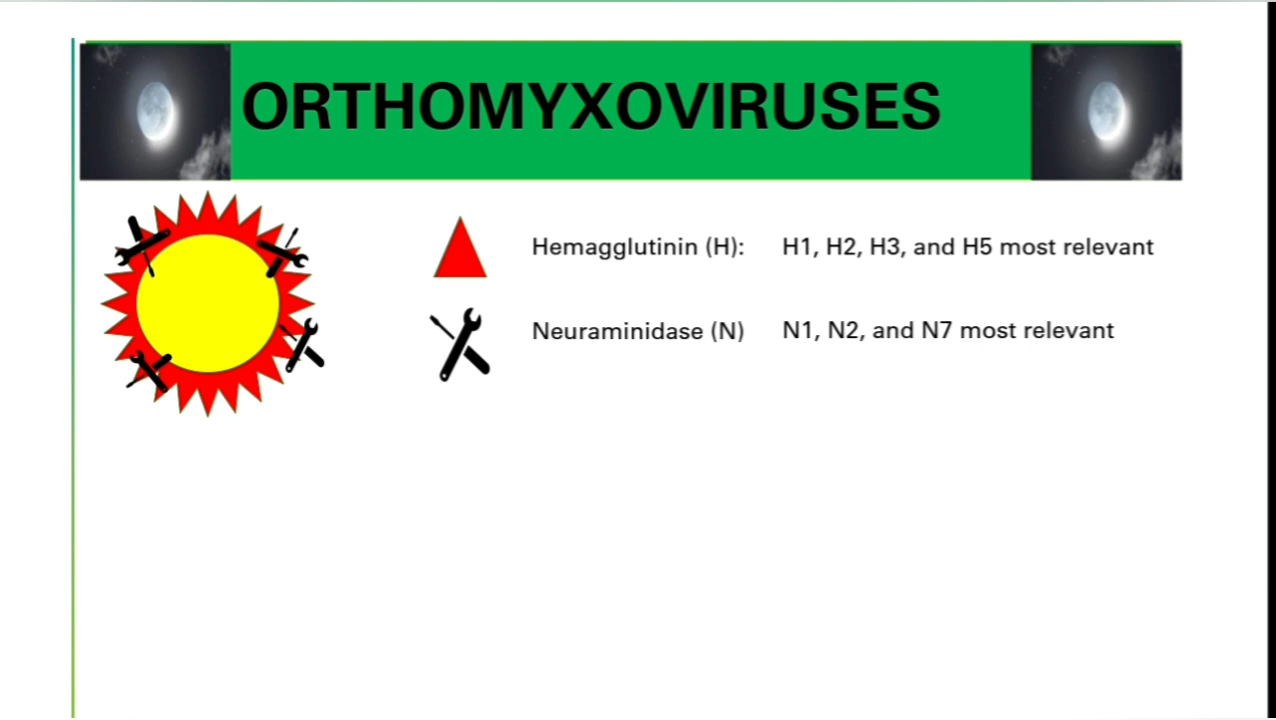 ORTHOMYXOVIRUSES
Hemagglutinin (H): H1, H2, H3, and H5 most relevant
Neuraminidase (N) N1, N2, and N7 most relevant